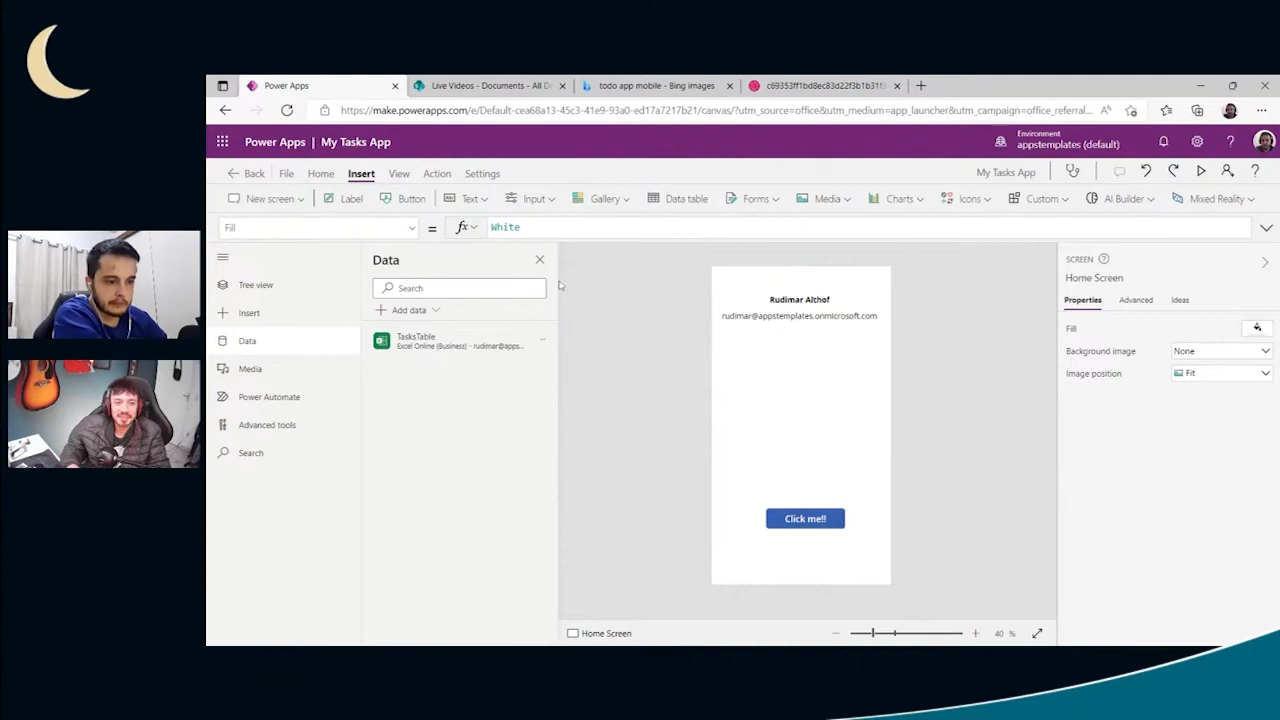 Power Apps
Live Videos - Documents - All D
todo app mobile - Bing images
c69353ff1bd8ec83d22f3b1b31f9
https://make.powerapps.com/e/Default-cea68a13-45c3-41e9-93a0-ed17a7217b21/canvas/?utm_source=office&utm_medium=app_launcher&utm_campaign=office_referral...
Power Apps | My Tasks App
Environment
appstemplates (default)
Back File Home Insert View Action Settings My Tasks App
New screen Label Button Text Input Gallery Data table Forms Media Charts Icons Custom AI Builder Mixed Reality
Fill = fx White
Tree view
Insert
Data
Media
Power Automate
Advanced tools
Search
Data
Search
Add data
TasksTable
Excel Online (Business) - rudimar@apps...
Rudimar Althof
rudimar@appstemplates.onmicrosoft.com
Click me!!
SCREEN
Home Screen
Properties Advanced Ideas
Fill
Background image None
Image position Fit
Home Screen
40 %